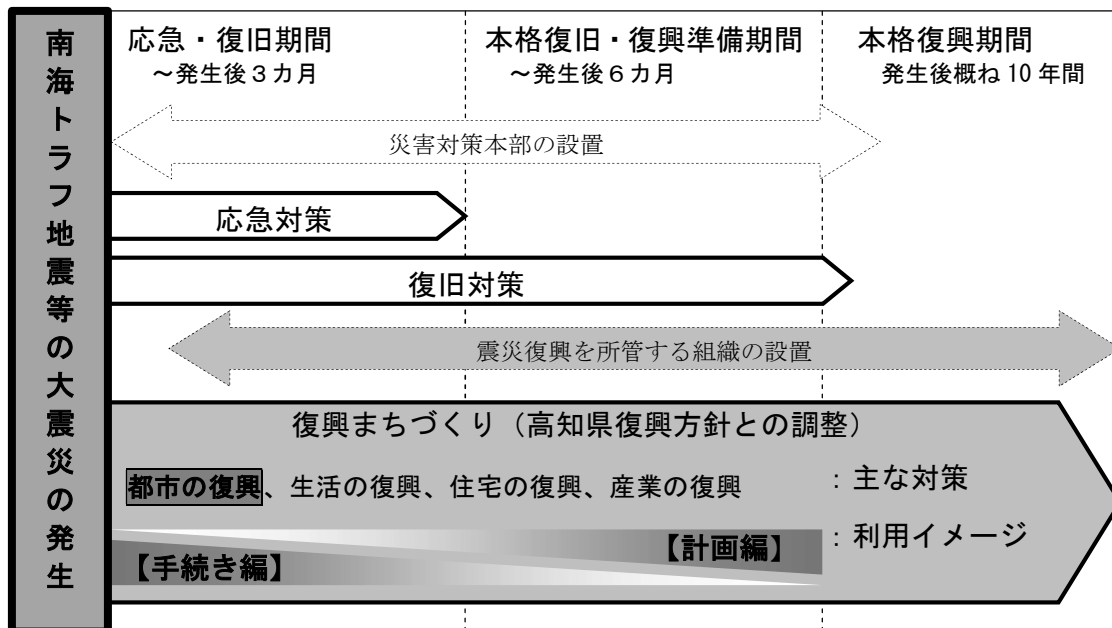 南海トラフ地震等の大震災の発生
応急・復旧期間
～発生後３カ月
本格復旧・復興準備期間
～発生後６カ月
本格復興期間
発生後概ね 10 年間
災害対策本部の設置
応急対策
復旧対策
震災復興を所管する組織の設置
復興まちづくり（高知県復興方針との調整）
都市の復興、生活の復興、住宅の復興、産業の復興
：主な対策
【計画編】
：利用イメージ
【手続き編】